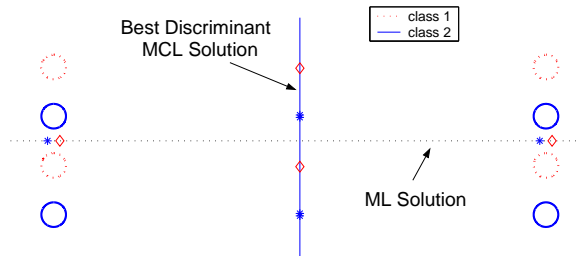 Best Discriminant
MCL Solution
class 1
class 2
ML Solution